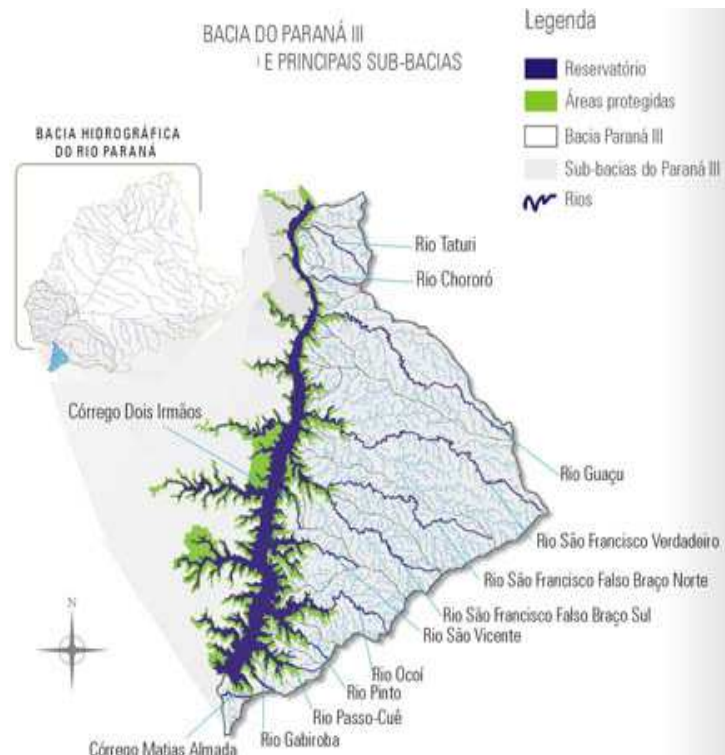 BACIA DO PARANÁ III
E PRINCIPAIS SUB-BACIAS
Legenda
Reservatório
Áreas protegidas
Bacia Paraná III
Sub-bacias do Paraná III
Rios
BACIA HIDROGRÁFICA
DO RIO PARANÁ
Rio Taturi
Rio Chororó
Córrego Dois Irmãos
Rio Guaçu
Rio São Francisco Verdadeiro
Rio São Francisco Falso Braço Norte
Rio São Francisco Falso Braço Sul
Rio São Vicente
N
Rio Ocoí
Rio Pinto
Rio Passo-Cuê
Rio Gabiroba
Córrego Matias Almada